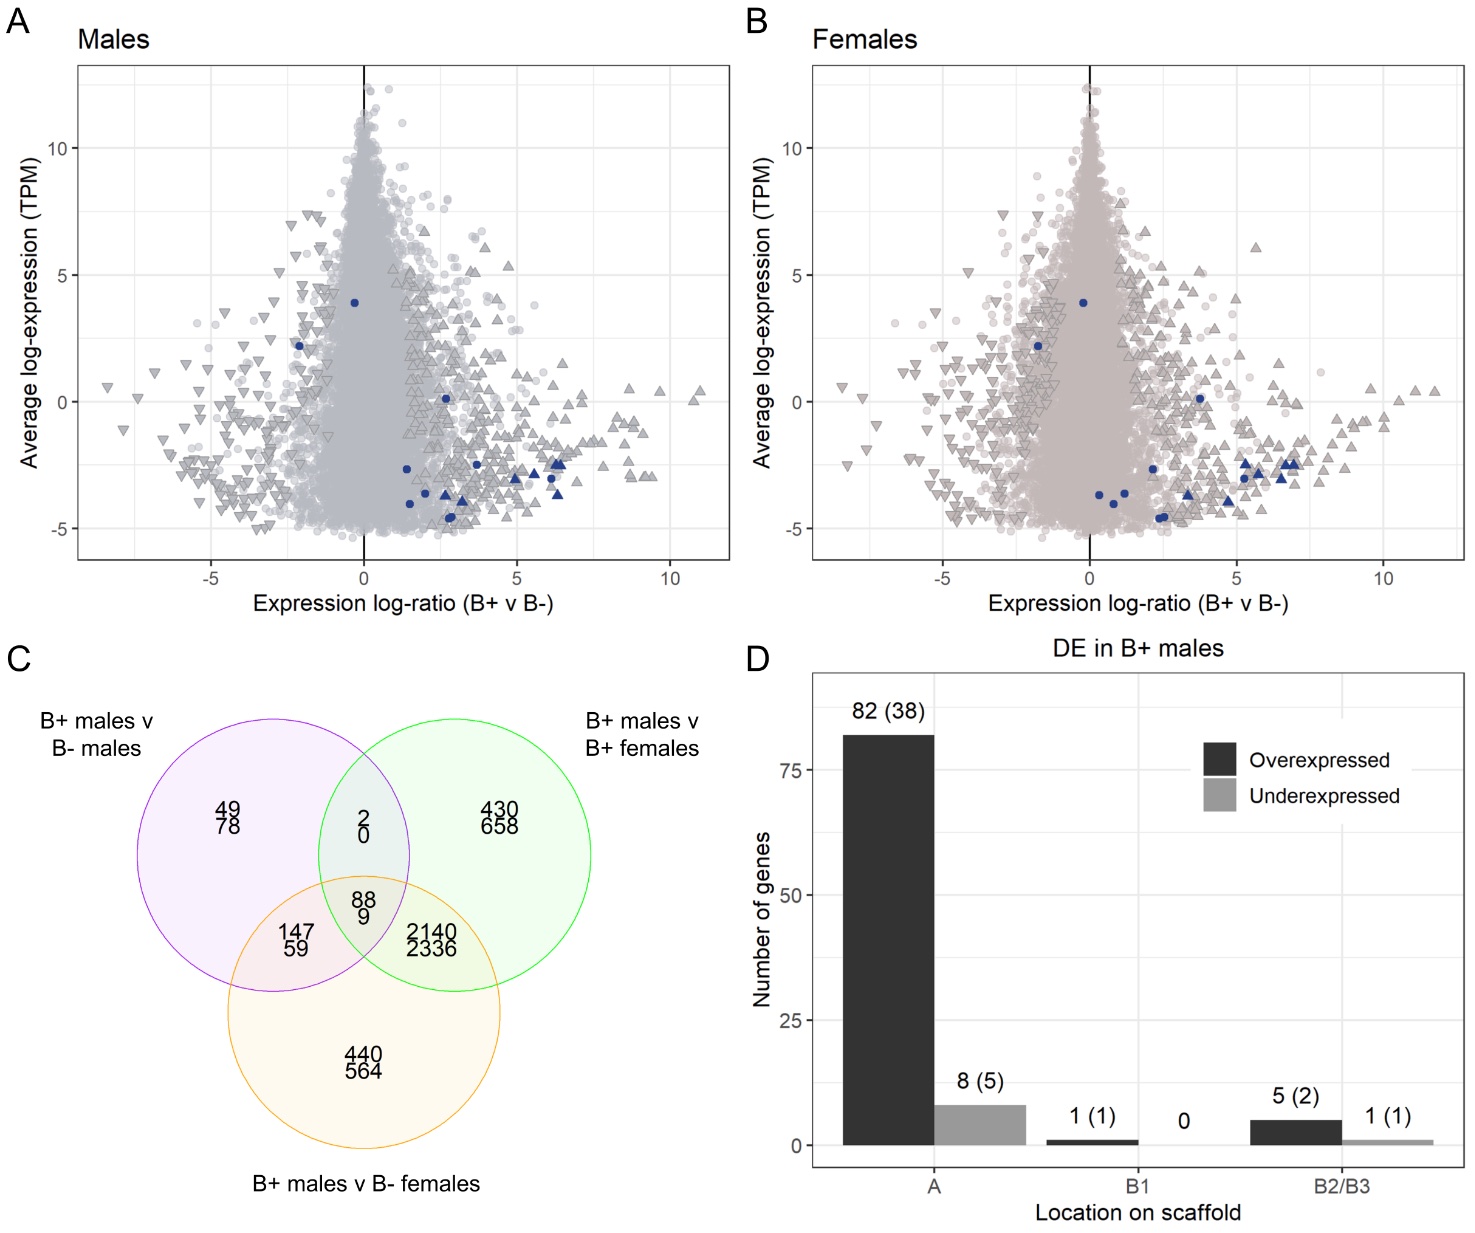 A
Males
10
5
0
-5
-5
0
5
10
Average log-expression (TPM)
Expression log-ratio (B+ v B-)
B
Females
10
5
0
-5
-5
0
5
10
Average log-expression (TPM)
Expression log-ratio (B+ v B-)
C
B+ males v
B- males
B+ males v
B+ females
49
78
2
0
430
658
88
9
147
59
2140
2336
440
564
B+ males v B- females
D
DE in B+ males
82 (38)
8 (5)
1 (1)
0
5 (2)
1 (1)
Overexpressed
Underexpressed
75
50
25
0
Number of genes
A
B1
B2/B3
Location on scaffold